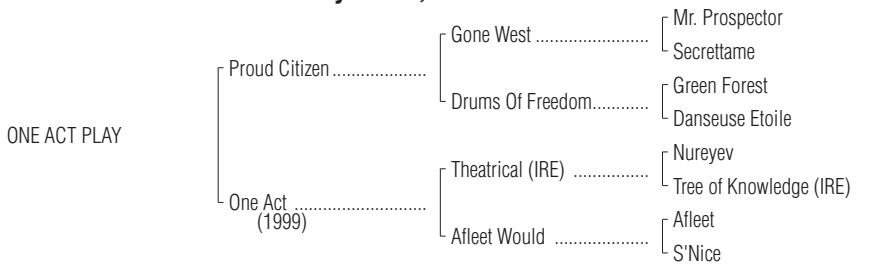 Mr. Prospector
Gone West ........................
Secrettame
Proud Citizen ....................
Green Forest
Drums Of Freedom............
Danseuse Etoile
ONE ACT PLAY
Nureyev
Theatrical (IRE) ................
Tree of Knowledge (IRE)
One Act ............................
(1999)
Afleet
Afleet Would ....................
S'Nice